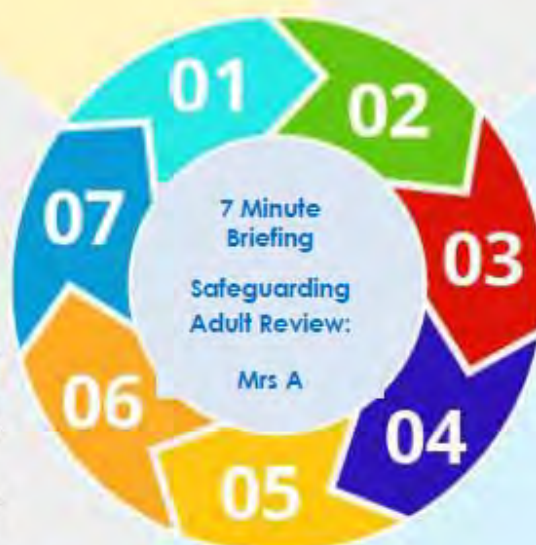 01
02
03
04
05
06
07
7 Minute
Briefing
Safeguarding
Adult Review:
Mrs A